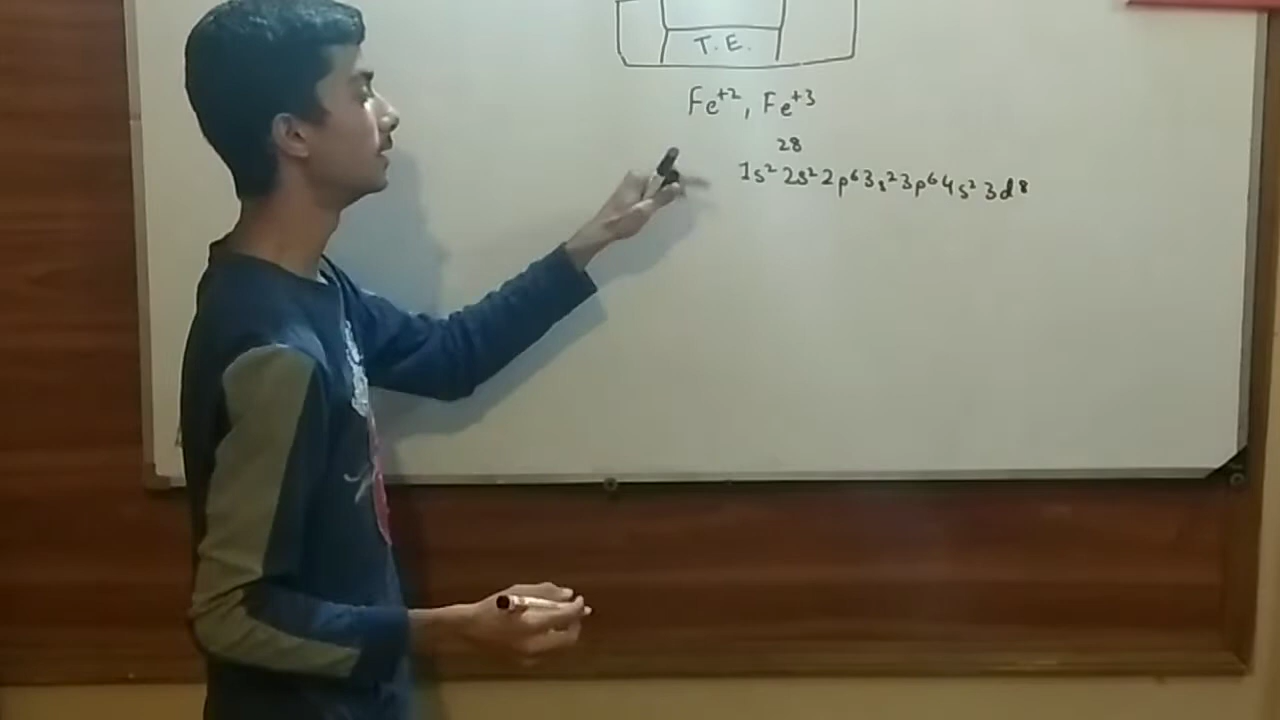 T.E.
Fe⁺², Fe⁺³
28
1s² 2s² 2p⁶ 3s² 3p⁶ 4s² 3d⁸